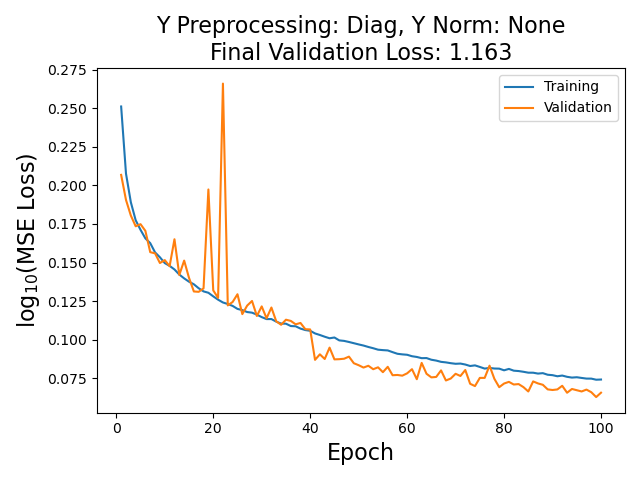 Y Preprocessing: Diag, Y Norm: None
Final Validation Loss: 1.163
0.275
0.250
0.225
0.200
0.175
0.150
0.125
0.100
0.075
log₁₀(MSE Loss)
Training
Validation
0 20 40 60 80 100
Epoch